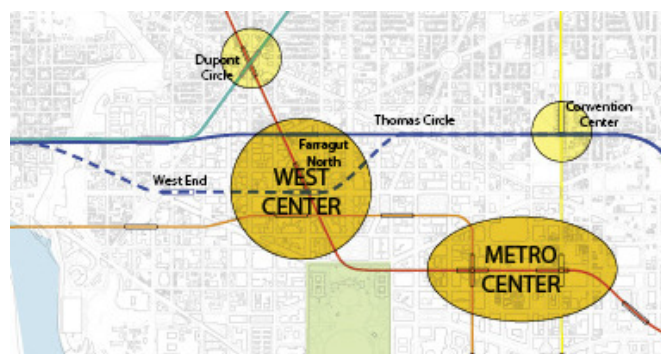 Dupont
Circle
Thomas Circle
Convention
Center
Farragut
North
West End
WEST
CENTER
METRO
CENTER